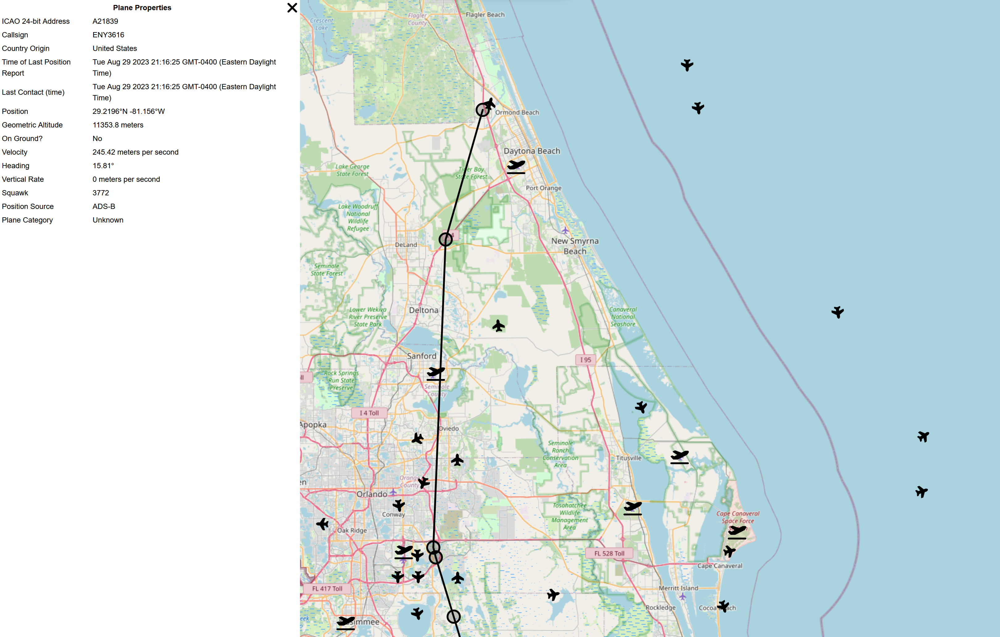 Plane Properties
ICAO 24-bit Address A21839
Callsign ENY3616
Country Origin United States
Time of Last Position Report Tue Aug 29 2023 21:16:25 GMT-0400 (Eastern Daylight Time)
Last Contact (time) Tue Aug 29 2023 21:16:25 GMT-0400 (Eastern Daylight Time)
Position 29.2196°N -81.156°W
Geometric Altitude 11353.8 meters
On Ground? No
Velocity 245.42 meters per second
Heading 15.81°
Vertical Rate 0 meters per second
Squawk 3772
Position Source ADS-B
Plane Category Unknown
Flagler Beach
Flagler
County
Crescent
Lake
Ormond Beach
Daytona Beach
Lake George
State Forest
Tiger Bay
State Forest
Port Orange
Lake Woodruff
National
Wildlife
Refugee
DeLand
New Smyrna
Beach
Seminole
State Forest
Lower Wekiva
River Preserve
State Park
Deltona
Canaveral
National
Seashore
Sanford
I 95
Rock Springs
Run State
Preserve
Seminole
County
I 4 Toll
Apopka
Oviedo
Seminole
Ranch
Conservation
Area
Titusville
Orange
County
Orlando
Conway
Tosohatchee
Wildlife
Management
Area
Cape Canaveral
Space Force
Oak Ridge
FL 528 Toll
Cape Canaveral
FL 417 Toll
Merritt Island
Rockledge
Cocoa